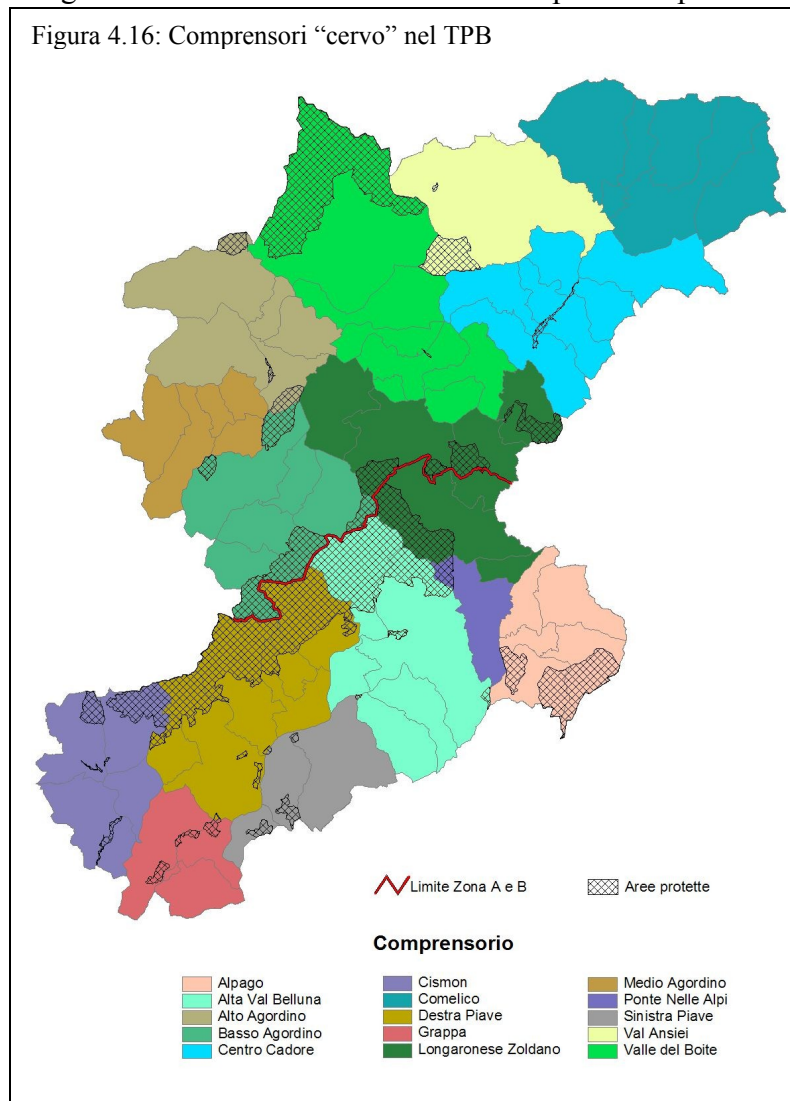 Figura 4.16: Comprensori “cervo” nel TPB
Limite Zona A e B
Aree protette
Comprensorio
Alpago
Alta Val Belluna
Alto Agordino
Basso Agordino
Centro Cadore
Cismon
Comelico
Destra Piave
Grappa
Longaronese Zoldano
Medio Agordino
Ponte Nelle Alpi
Sinistra Piave
Val Ansiei
Valle del Boite